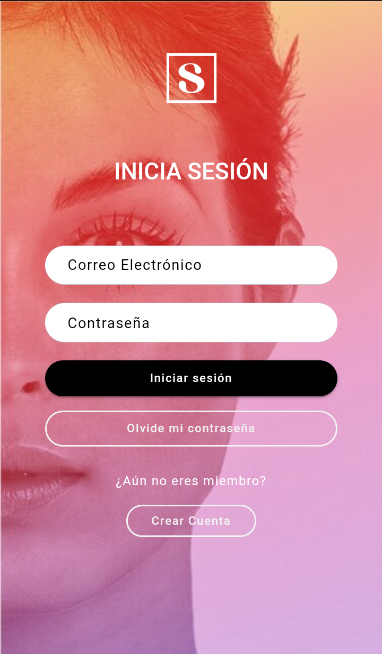 S
INICIA SESIÓN
Correo Electrónico
Contraseña
Iniciar sesión
Olvide mi contraseña
¿Aún no eres miembro?
Crear Cuenta